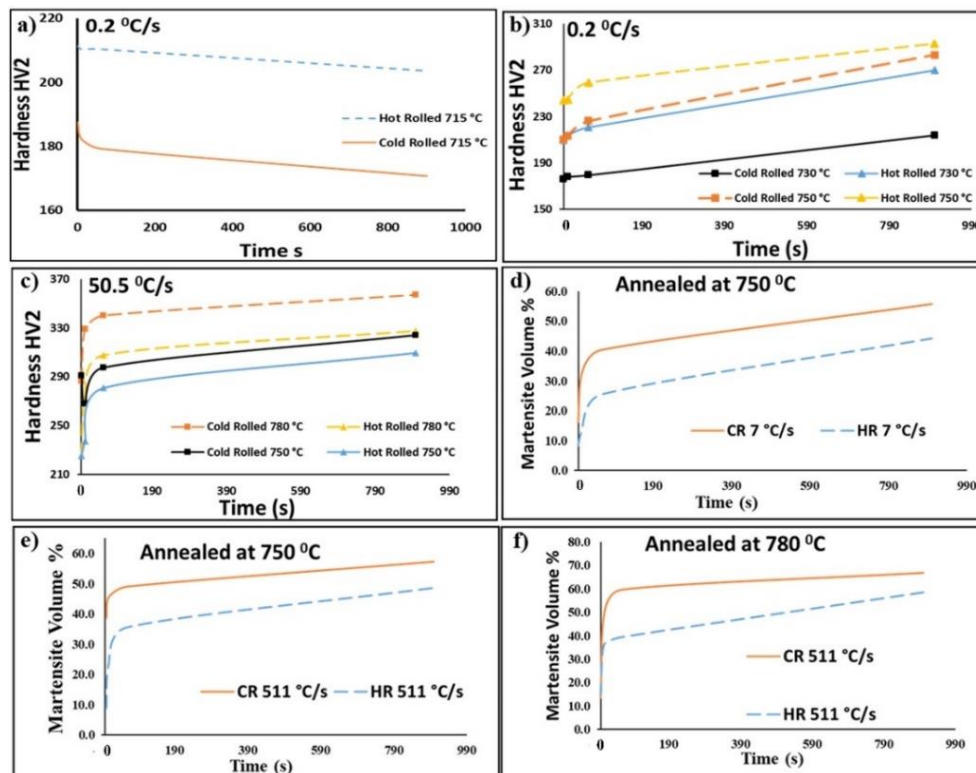 a)
0.2 ⁰C/s
Hardness HV2
220
200
180
160
0
200
400
600
800
1000
Time s
Hot Rolled 715 °C
Cold Rolled 715 °C
b)
0.2 ⁰C/s
Hardness HV2
310
270
230
190
150
0
190
390
590
790
990
Time (s)
Cold Rolled 730 °C
Hot Rolled 730 °C
Cold Rolled 750 °C
Hot Rolled 750 °C
c)
50.5 ⁰C/s
Hardness HV2
370
330
290
250
210
0
190
390
590
790
990
Time (s)
Cold Rolled 780 °C
Hot Rolled 780 °C
Cold Rolled 750 °C
Hot Rolled 750 °C
d)
Annealed at 750 ⁰C
Martensite Volume %
60.0
50.0
40.0
30.0
20.0
10.0
0.0
0
190
390
590
790
990
Time (s)
CR 7 °C/s
HR 7 °C/s
e)
Annealed at 750 ⁰C
Martensite Volume %
60.0
50.0
40.0
30.0
20.0
10.0
0.0
0
190
390
590
790
990
Time (s)
CR 511 °C/s
HR 511 °C/s
f)
Annealed at 780 ⁰C
Martensite Volume %
80.0
70.0
60.0
50.0
40.0
30.0
20.0
10.0
0.0
0
190
390
590
790
990
Time (s)
CR 511 °C/s
HR 511 °C/s